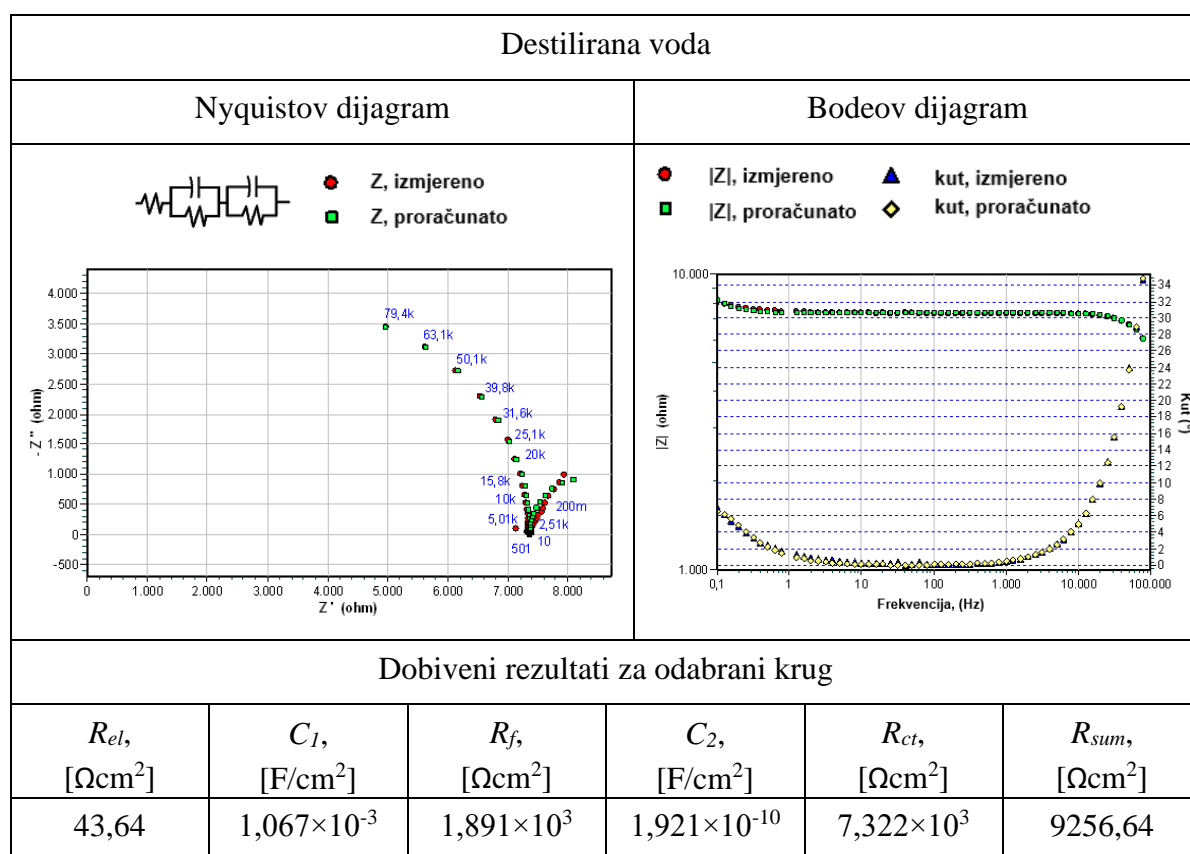 Destilirana voda
Nyquistov dijagram
Bodeov dijagram
Z, izmjereno
Z, proračunato
|Z|, izmjereno
kut, izmjereno
|Z|, proračunato
kut, proračunato
4.000
3.500
3.000
2.500
2.000
1.500
1.000
500
0
-500
- Z '' (ohm)
79,4k
63,1k
50,1k
39,8k
31,6k
25,1k
20k
15,8k
10k
200m
5,01k
2,51k
501
10
0
1.000
2.000
3.000
4.000
5.000
6.000
7.000
8.000
Z ' (ohm)
10.000
1.000
|Z| (ohm)
34
32
30
28
26
24
22
20
18
16
14
12
10
8
6
4
2
0
Kut (°)
0,1
1
10
100
1.000
10.000
100.000
Frekvencija, (Hz)
Dobiveni rezultati za odabrani krug
Rel, C1, Rf, C2, Rct, Rsum,
[Ωcm2] [F/cm2] [Ωcm2] [F/cm2] [Ωcm2] [Ωcm2]
43,64 1,067×10-3 1,891×103 1,921×10-10 7,322×103 9256,64